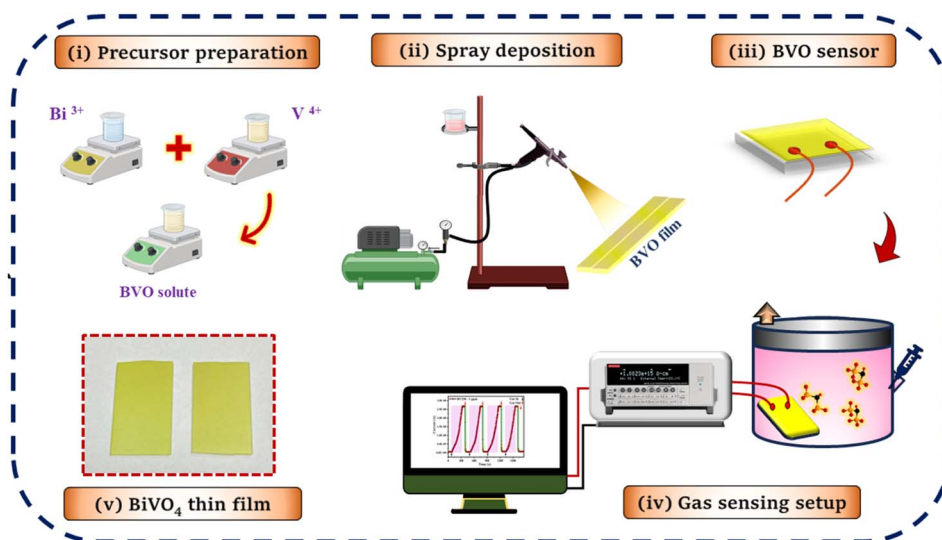 (i) Precursor preparation
(ii) Spray deposition
(iii) BVO sensor
Bi 3+
V 4+
BVO solute
BVO film
(v) BiVO4 thin film
(iv) Gas sensing setup